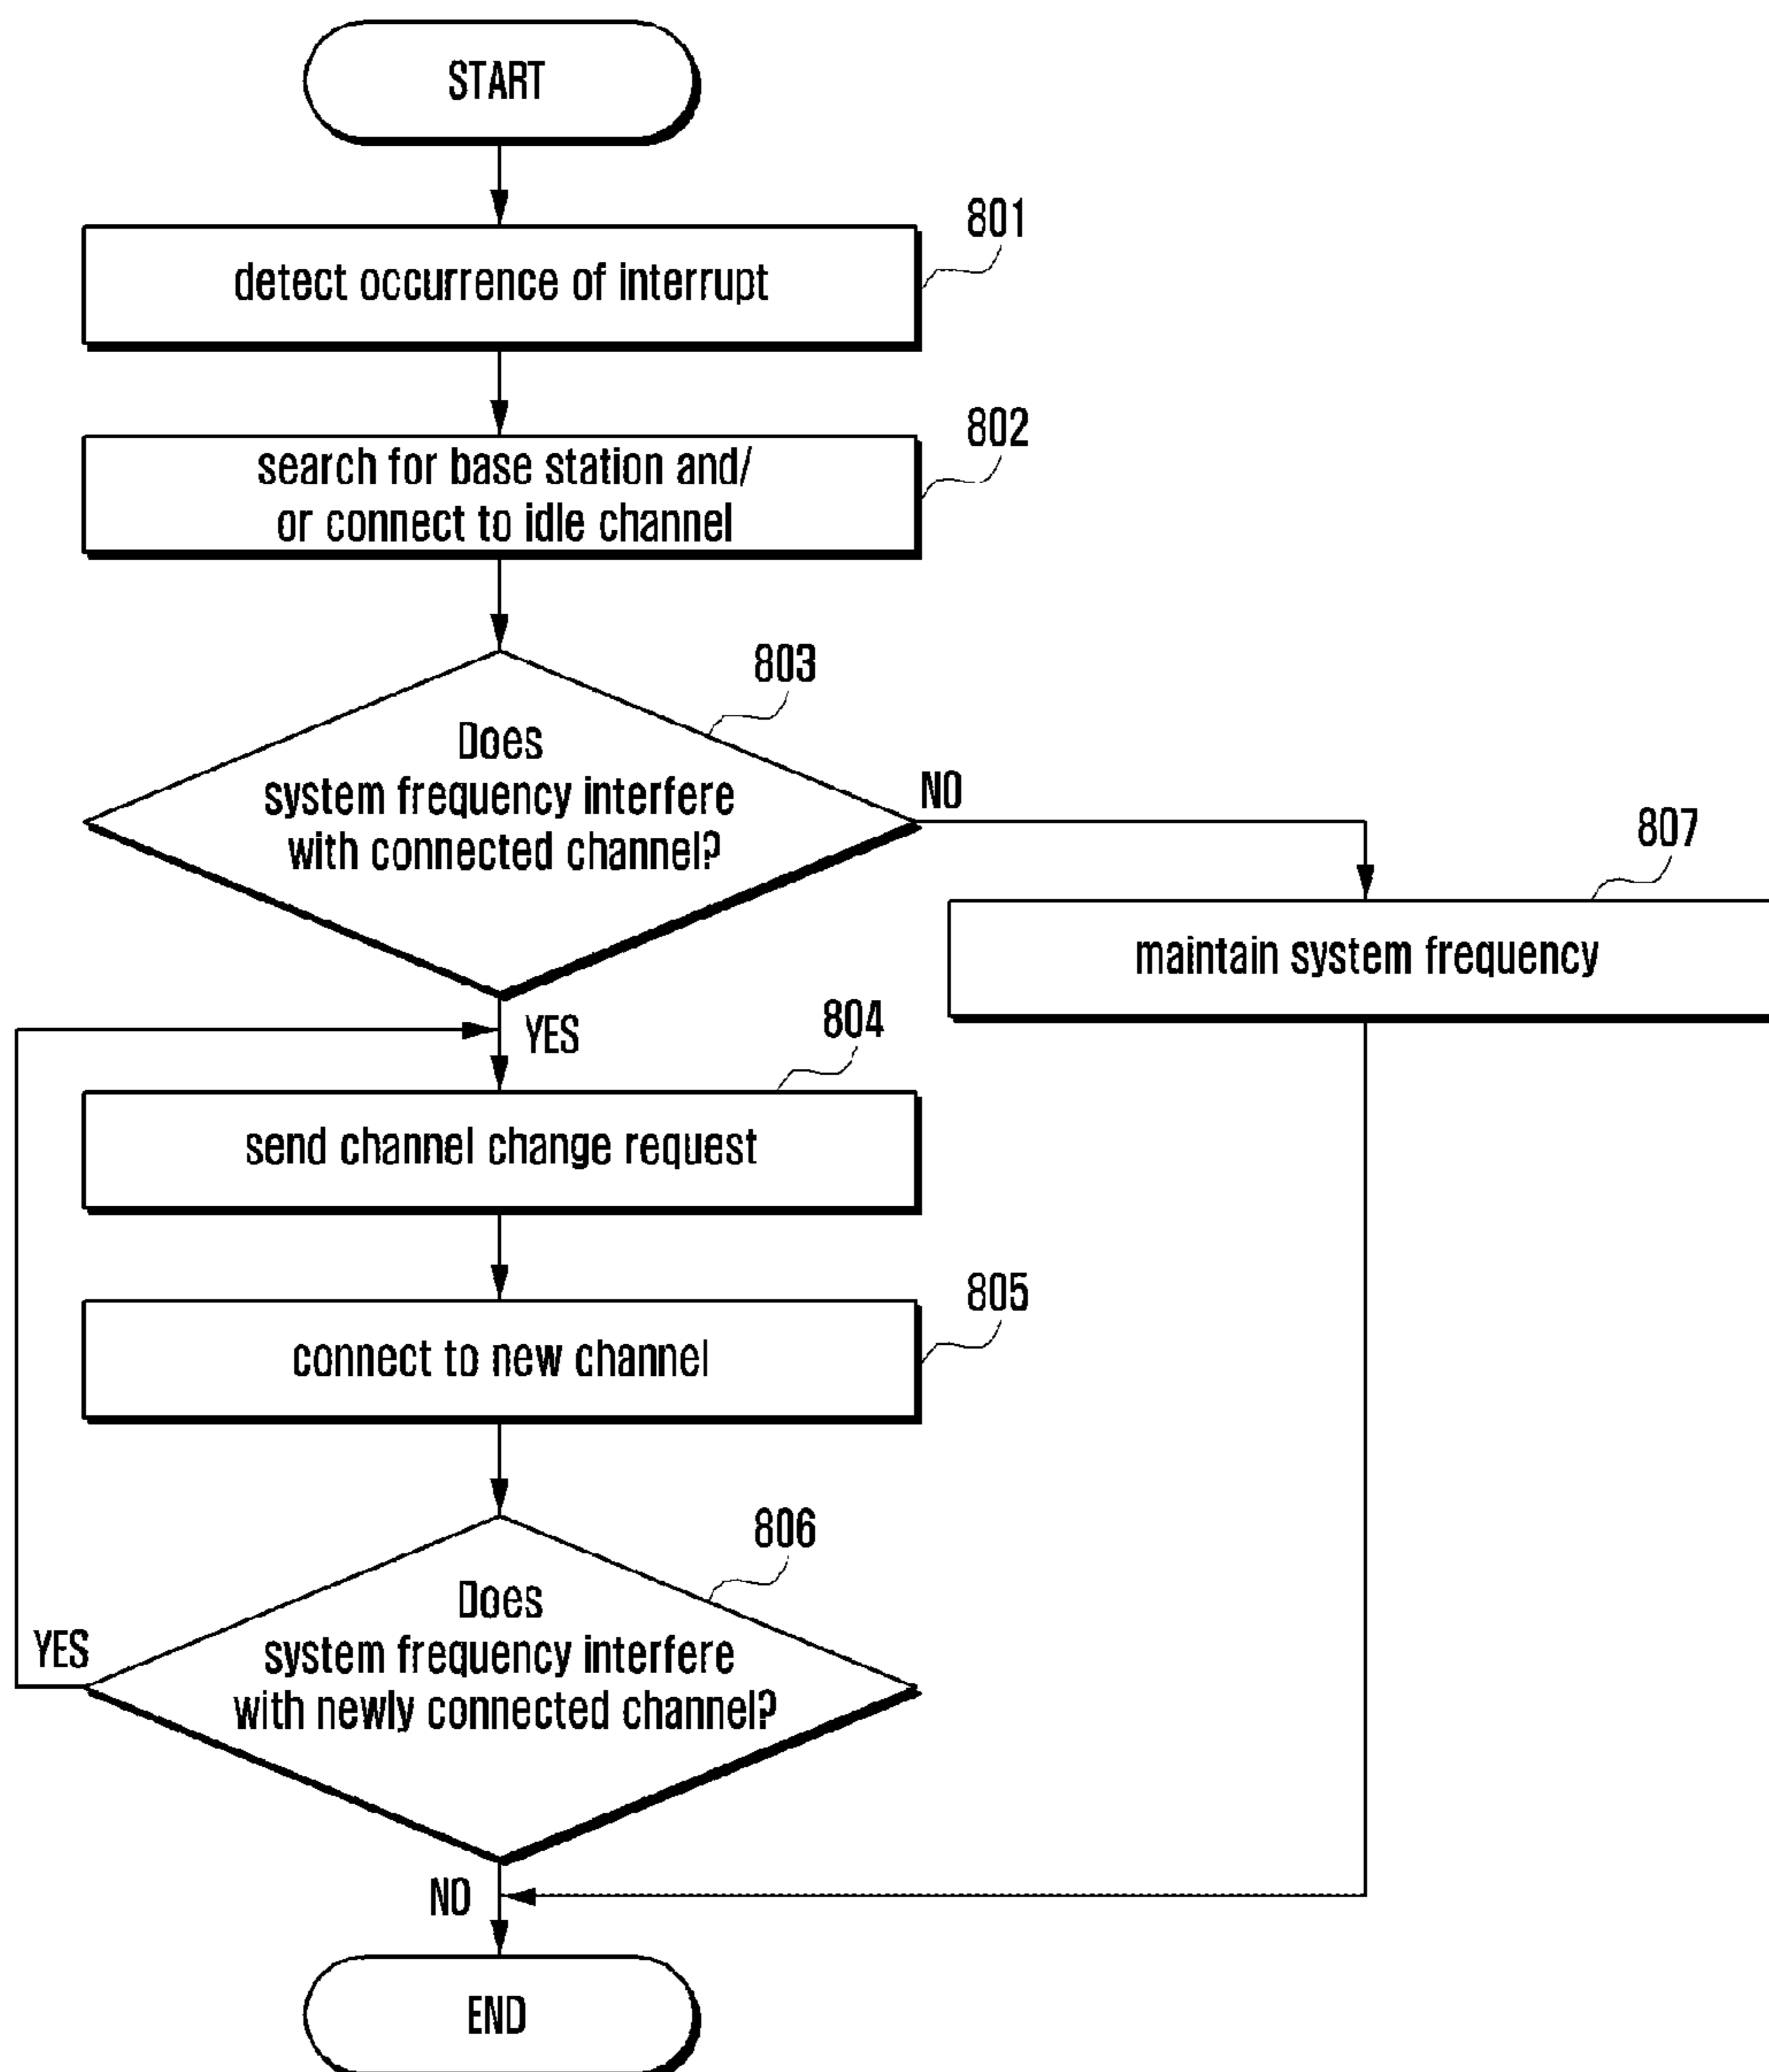 START
801
detect occurrence of interrupt
802
search for base station and/
or connect to idle channel
803
Does
system frequency interfere
with connected channel?
NO
807
maintain system frequency
YES
804
send channel change request
805
connect to new channel
806
Does
system frequency interfere
with newly connected channel?
YES
NO
END